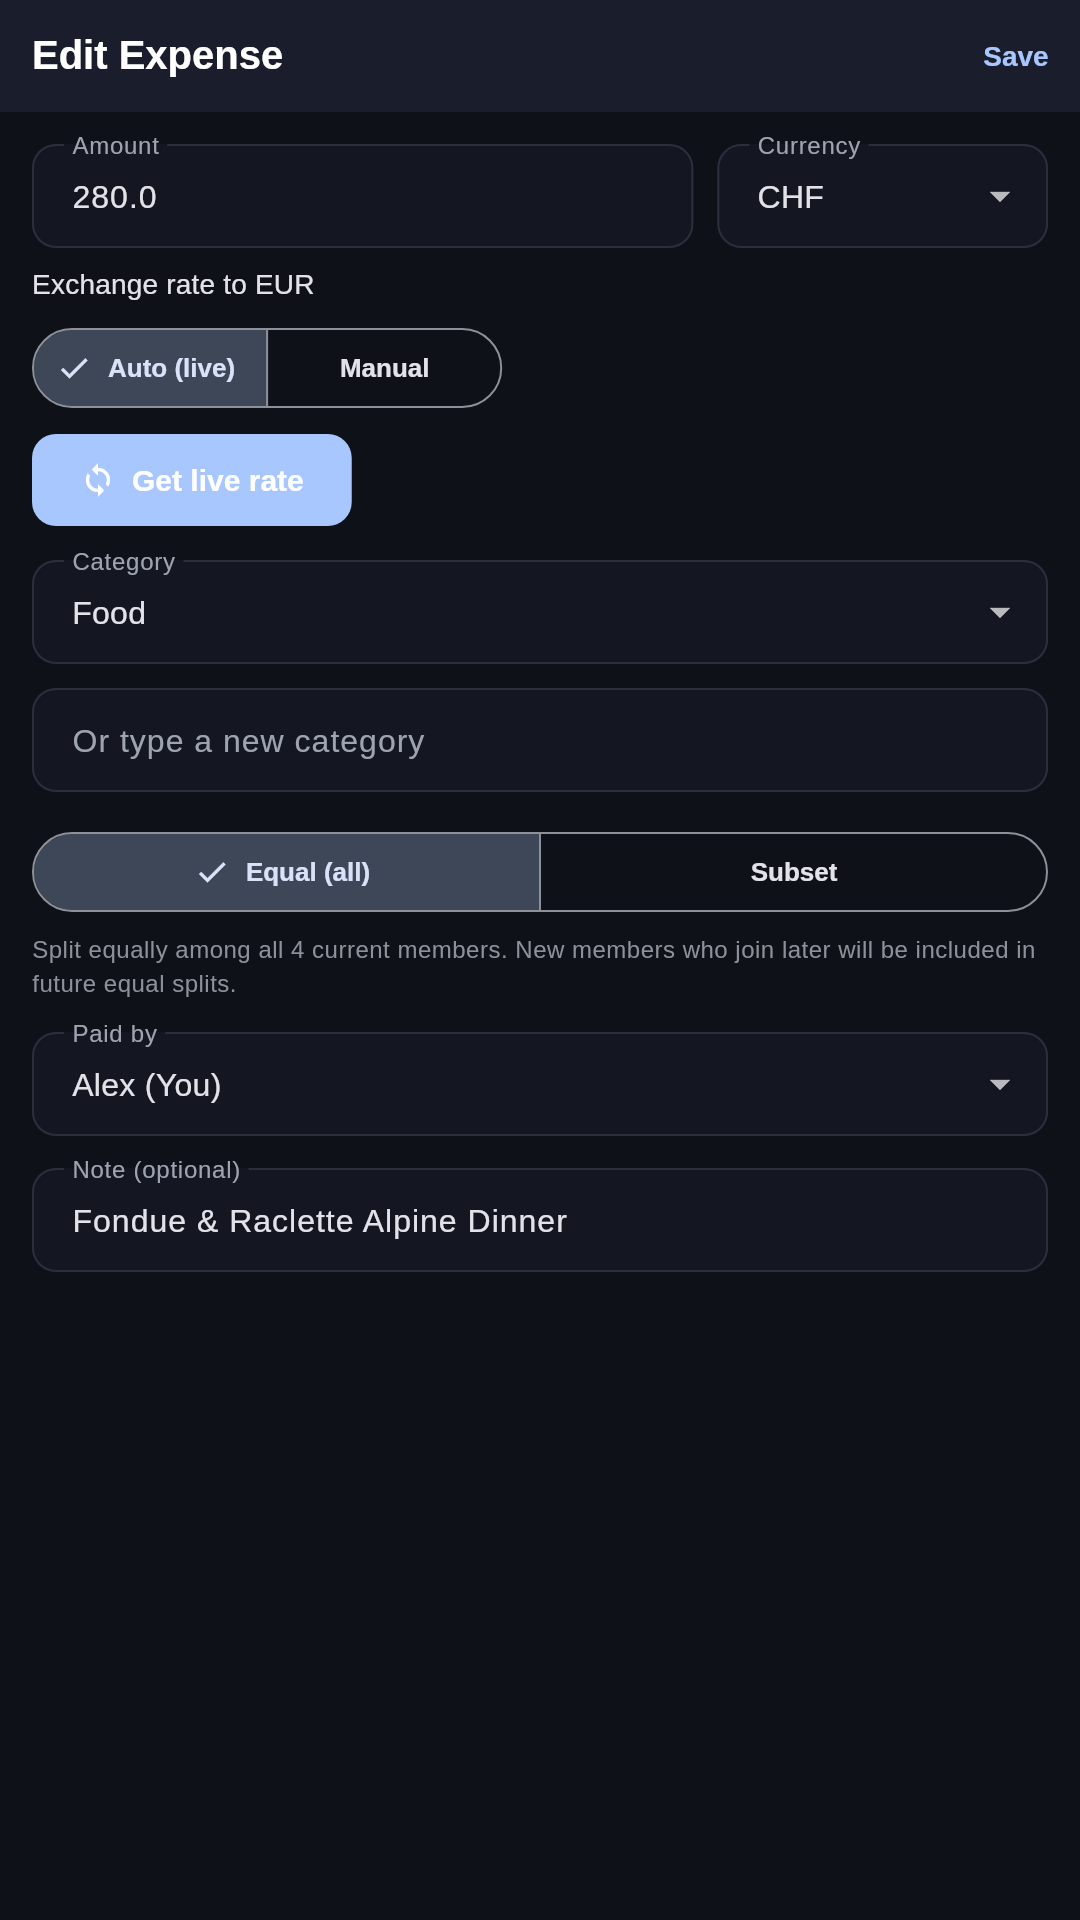 Edit Expense
Save
Amount
280.0
Currency
CHF
Exchange rate to EUR
Auto (live)
Manual
Get live rate
Category
Food
Or type a new category
Equal (all)
Subset
Split equally among all 4 current members. New members who join later will be included in
future equal splits.
Paid by
Alex (You)
Note (optional)
Fondue & Raclette Alpine Dinner